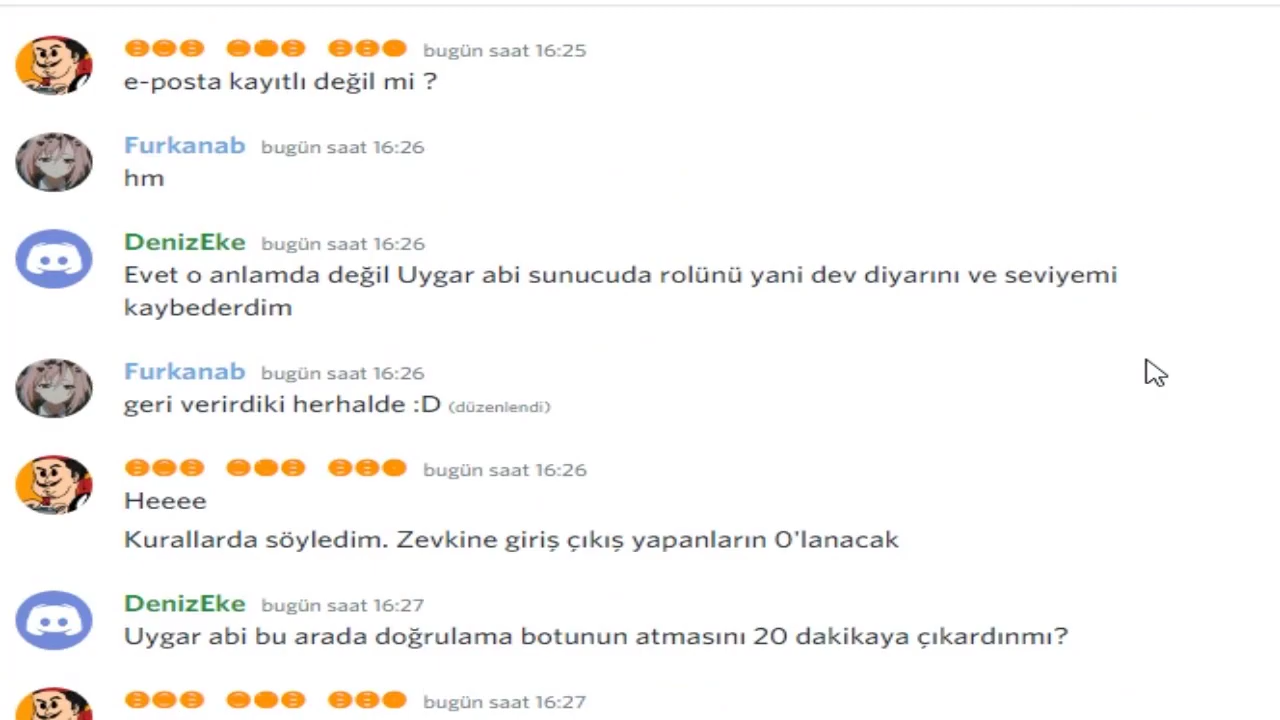 bugün saat 16:25
e-posta kayıtlı değil mi ?
Furkanab bugün saat 16:26
hm
DenizEke bugün saat 16:26
Evet o anlamda değil Uygar abi sunucuda rolünü yani dev diyarını ve seviyemi
kaybederdim
Furkanab bugün saat 16:26
geri verirdiki herhalde :D (düzenlendi)
bugün saat 16:26
Heeee
Kurallarda söyledim. Zevkine giriş çıkış yapanların 0'lanacak
DenizEke bugün saat 16:27
Uygar abi bu arada doğrulama botunun atmasını 20 dakikaya çıkardınmı?
bugün saat 16:27